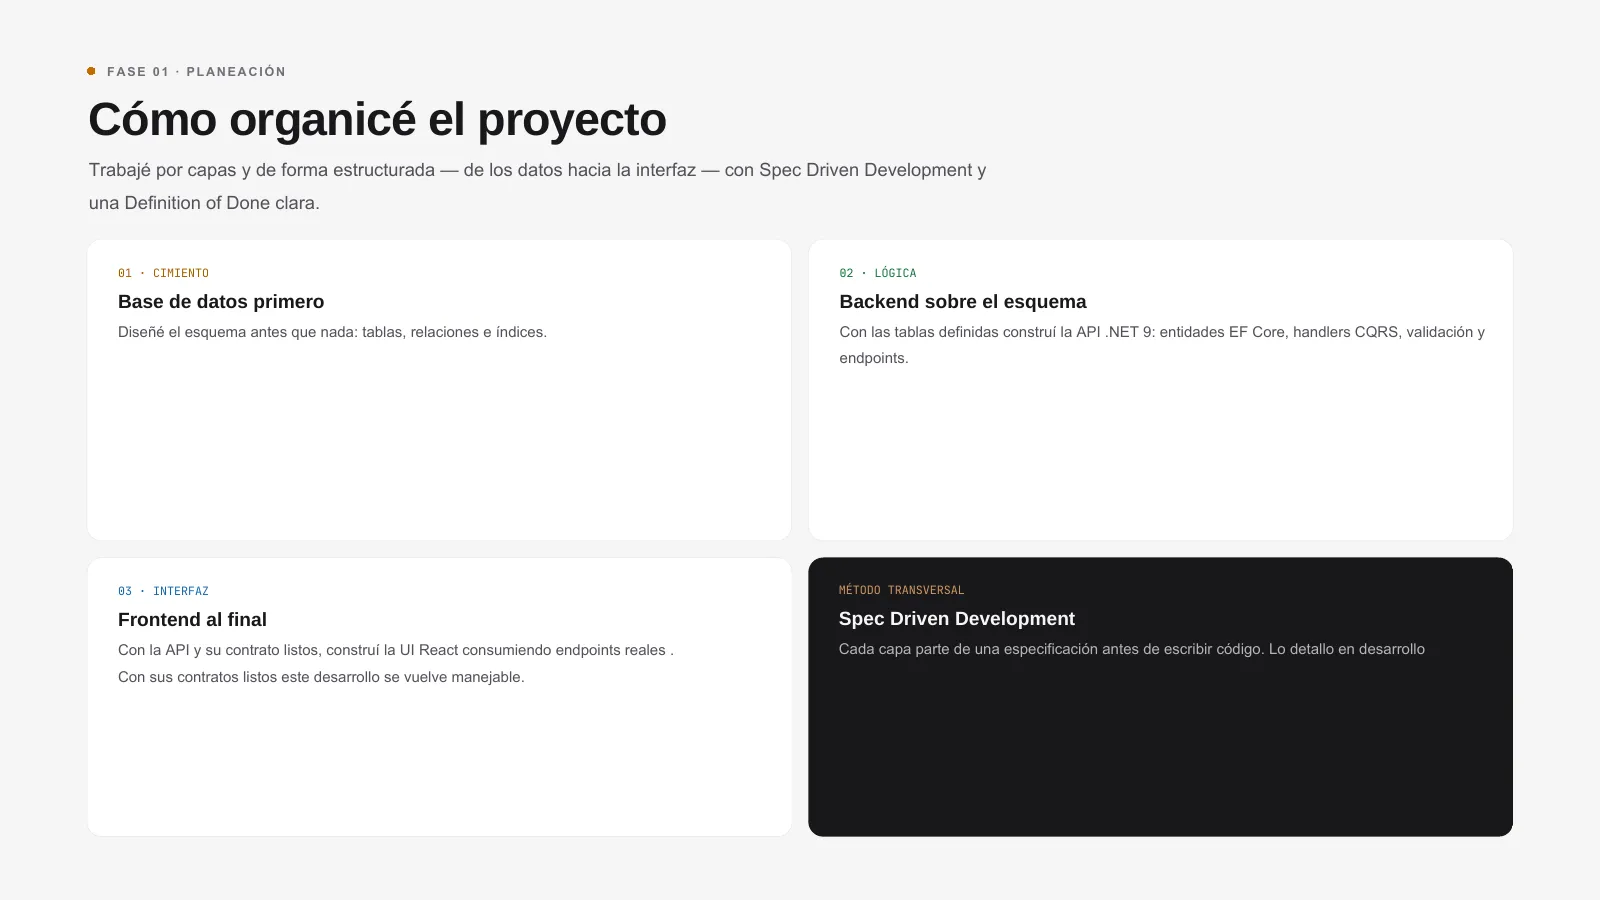 FASE 01 · PLANEACIÓN
Cómo organicé el proyecto
Trabajé por capas y de forma estructurada — de los datos hacia la interfaz — con Spec Driven Development y
una Definition of Done clara.
01 · CIMIENTO
Base de datos primero
Diseñé el esquema antes que nada: tablas, relaciones e índices.
02 · LÓGICA
Backend sobre el esquema
Con las tablas definidas construí la API .NET 9: entidades EF Core, handlers CQRS, validación y
endpoints.
03 · INTERFAZ
Frontend al final
Con la API y su contrato listos, construí la UI React consumiendo endpoints reales .
Con sus contratos listos este desarrollo se vuelve manejable.
MÉTODO TRANSVERSAL
Spec Driven Development
Cada capa parte de una especificación antes de escribir código. Lo detallo en desarrollo